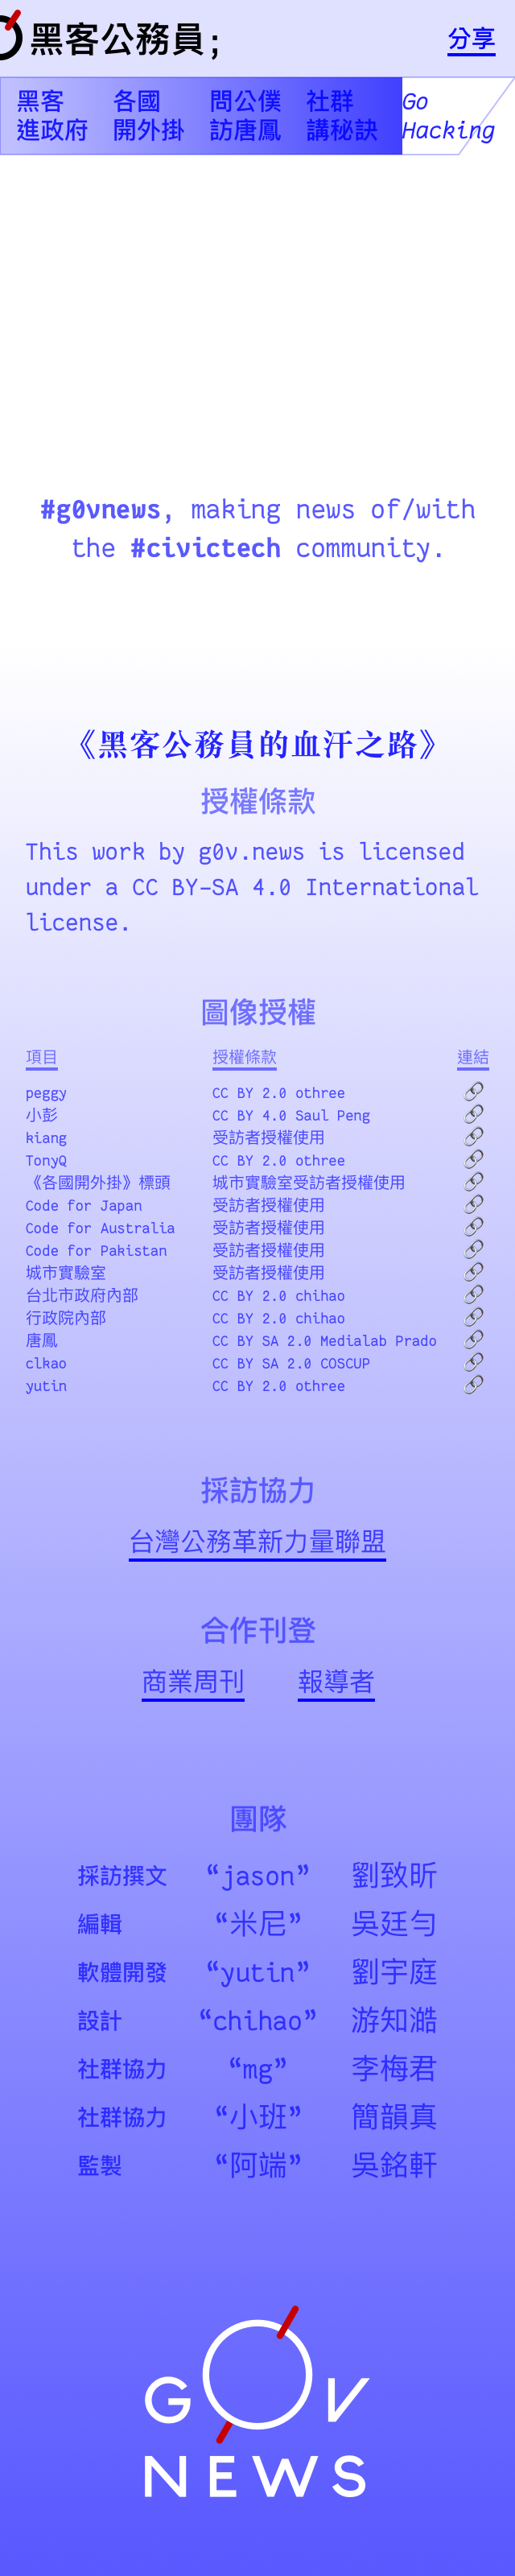 黑客公務員;
分享
黑客 各國 問公僕 社群 Go
進政府 開外掛 訪唐鳳 講秘訣 Hacking
#g0vnews, making news of/with
the #civictech community.
《黑客公務員的血汗之路》
授權條款
This work by g0v.news is licensed
under a CC BY-SA 4.0 International
license.
圖像授權
項目 授權條款 連結
peggy CC BY 2.0 othree
小彭 CC BY 4.0 Saul Peng
kiang 受訪者授權使用
TonyQ CC BY 2.0 othree
《各國開外掛》標頭 城市實驗室受訪者授權使用
Code for Japan 受訪者授權使用
Code for Australia 受訪者授權使用
Code for Pakistan 受訪者授權使用
城市實驗室 受訪者授權使用
台北市政府內部 CC BY 2.0 chihao
行政院內部 CC BY 2.0 chihao
唐鳳 CC BY SA 2.0 Medialab Prado
clkao CC BY SA 2.0 COSCUP
yutin CC BY 2.0 othree
採訪協力
台灣公務革新力量聯盟
合作刊登
商業周刊 報導者
團隊
採訪撰文 “jason” 劉致昕
編輯 “米尼” 吳廷勻
軟體開發 “yutin” 劉宇庭
設計 “chihao” 游知澔
社群協力 “mg” 李梅君
社群協力 “小班” 簡韻真
監製 “阿端” 吳銘軒
G0V
NEWS